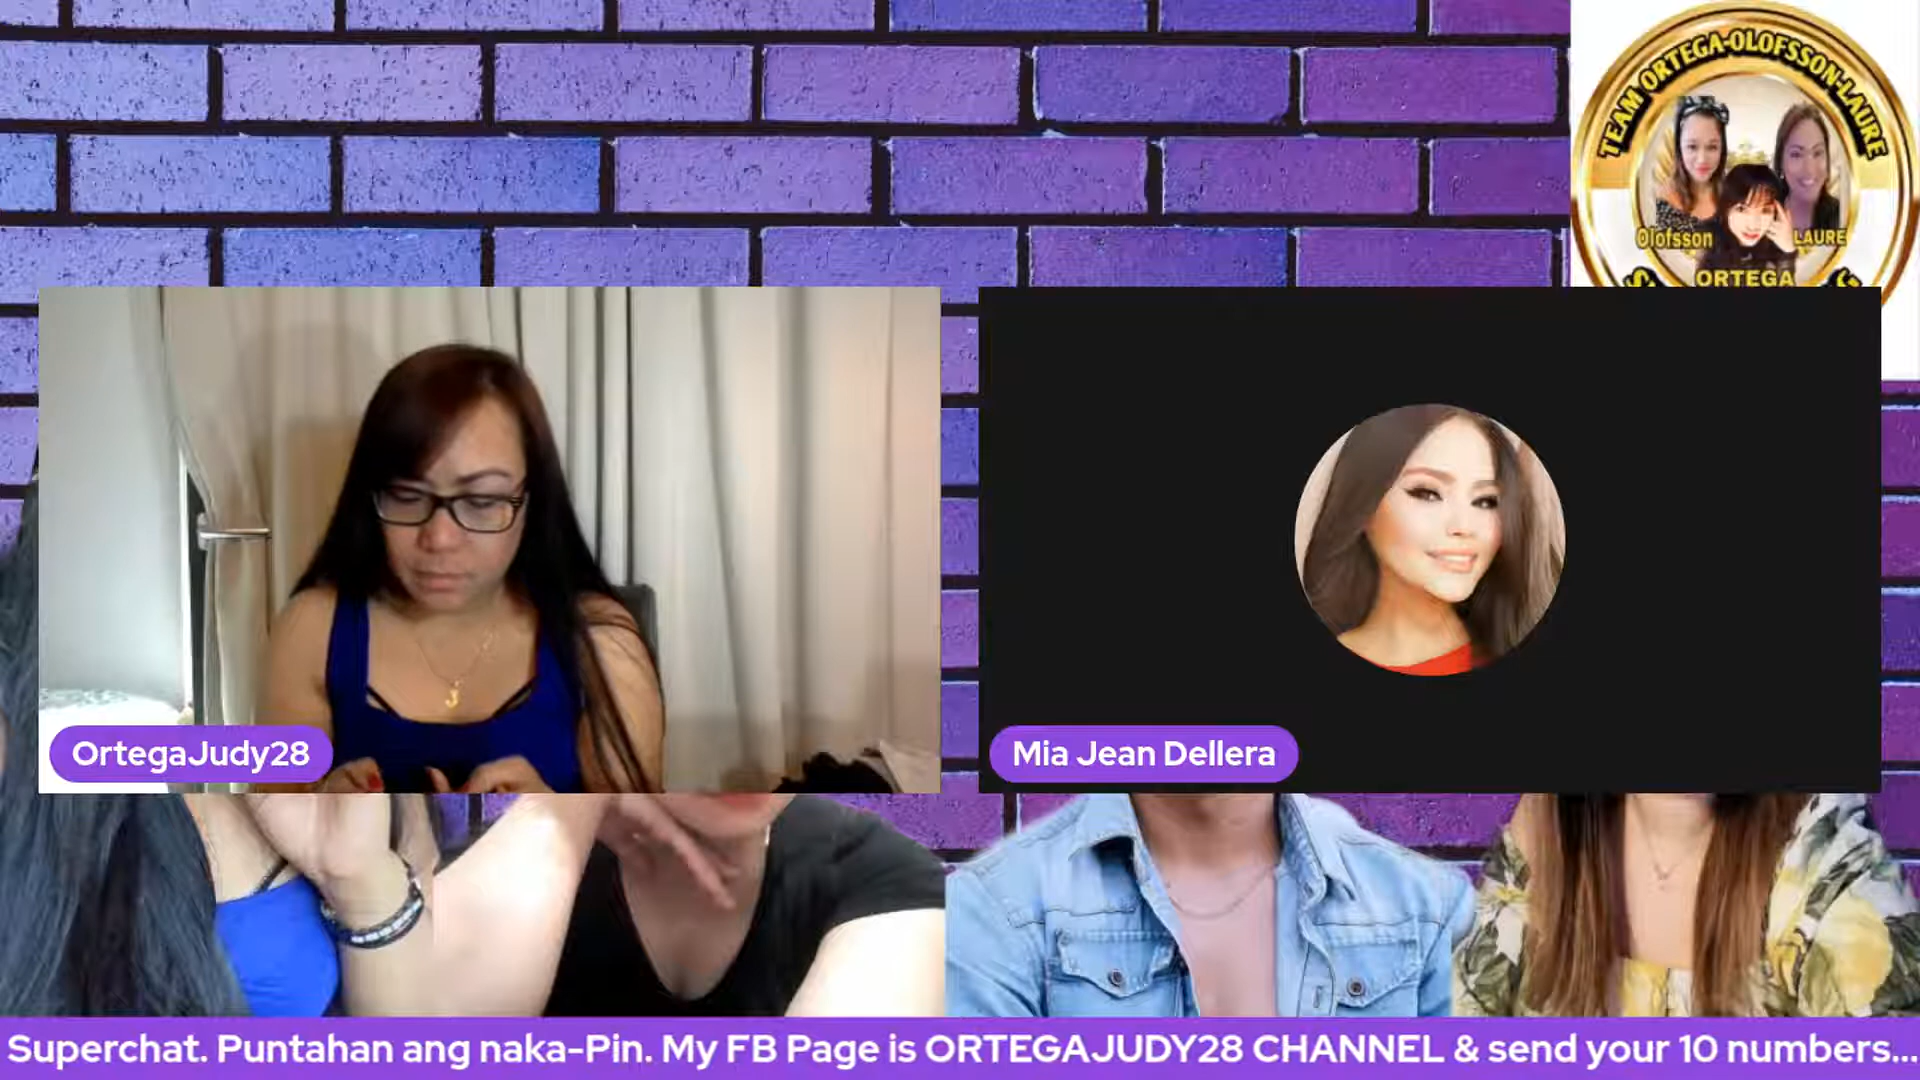 TEAM ORTEGA-OLOFSSON-LAURE
Olofsson
LAURE
ORTEGA
OrtegaJudy28
Mia Jean Dellera
Superchat. Puntahan ang naka-Pin. My FB Page is ORTEGAJUDY28 CHANNEL & send your 10 numbers...